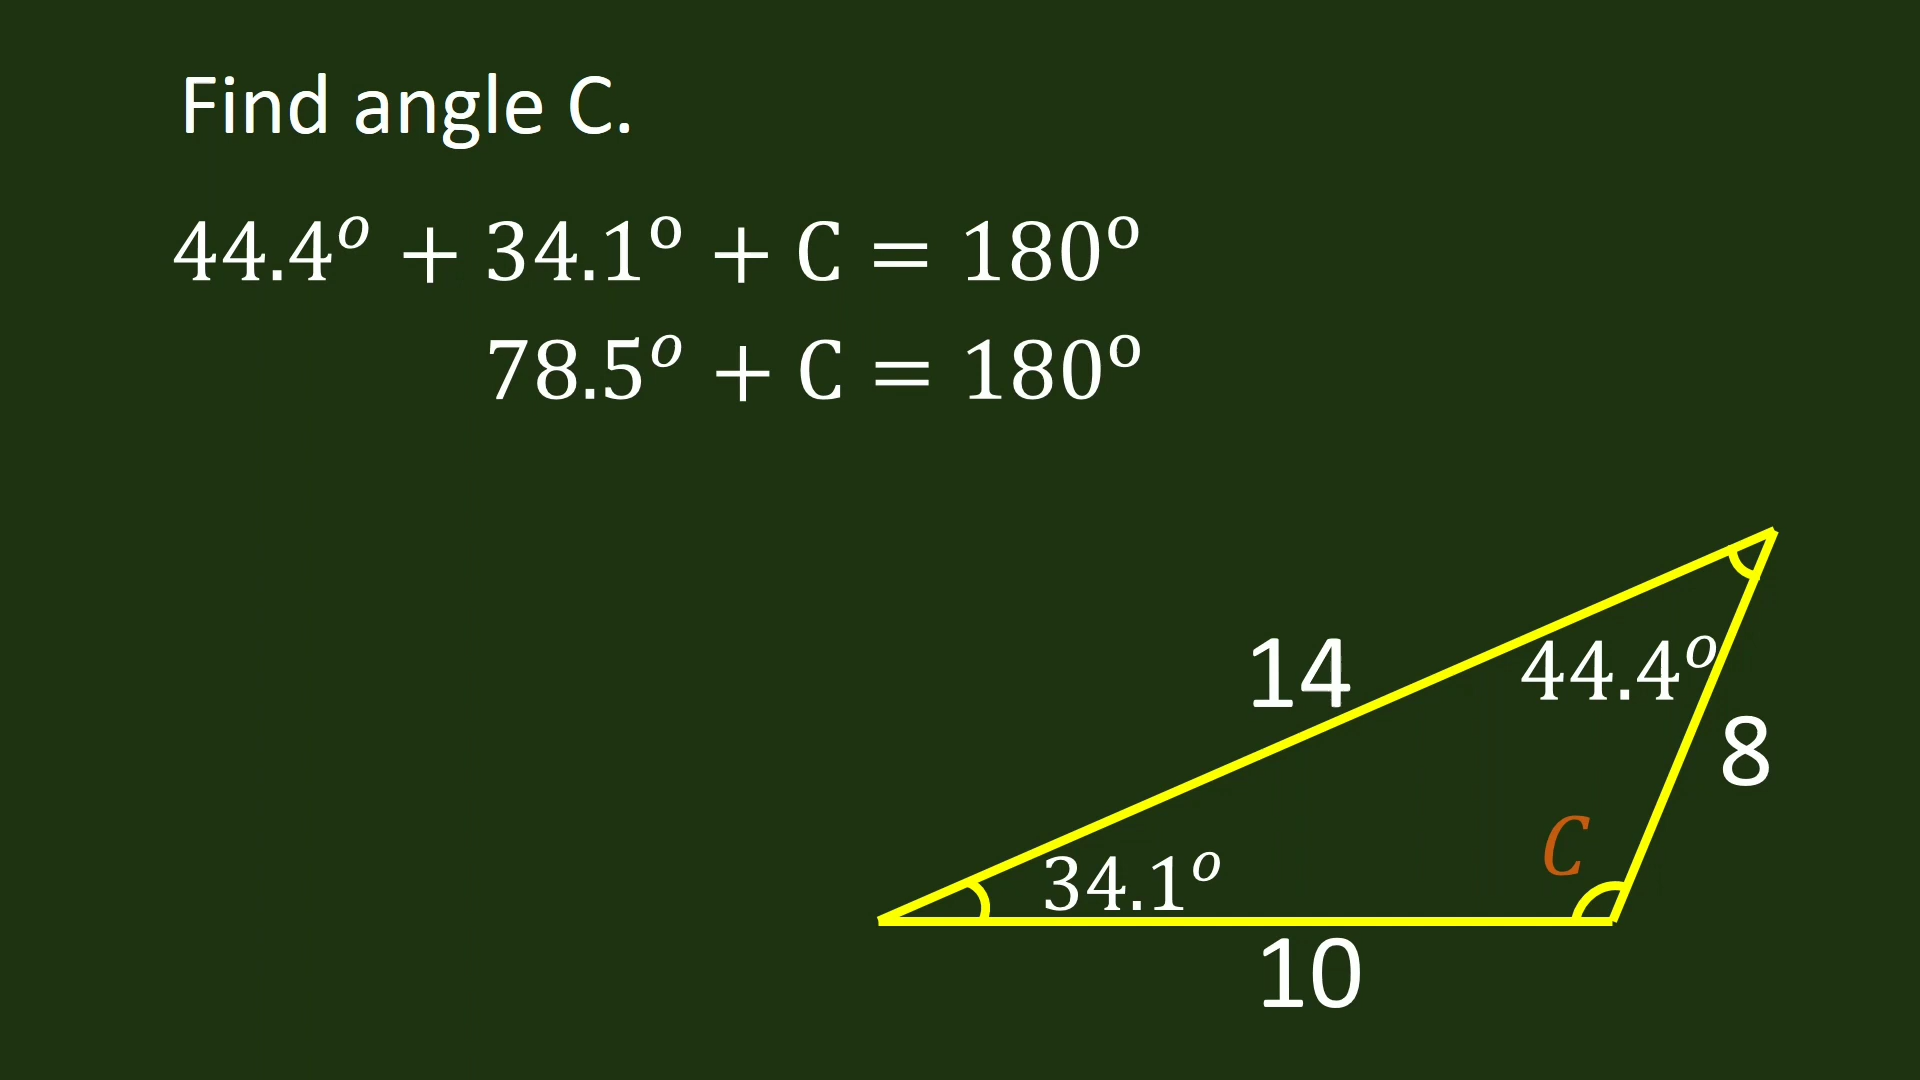 Find angle C.
44.4° + 34.1° + C = 180°
78.5° + C = 180°
14
44.4°
8
C
34.1°
10